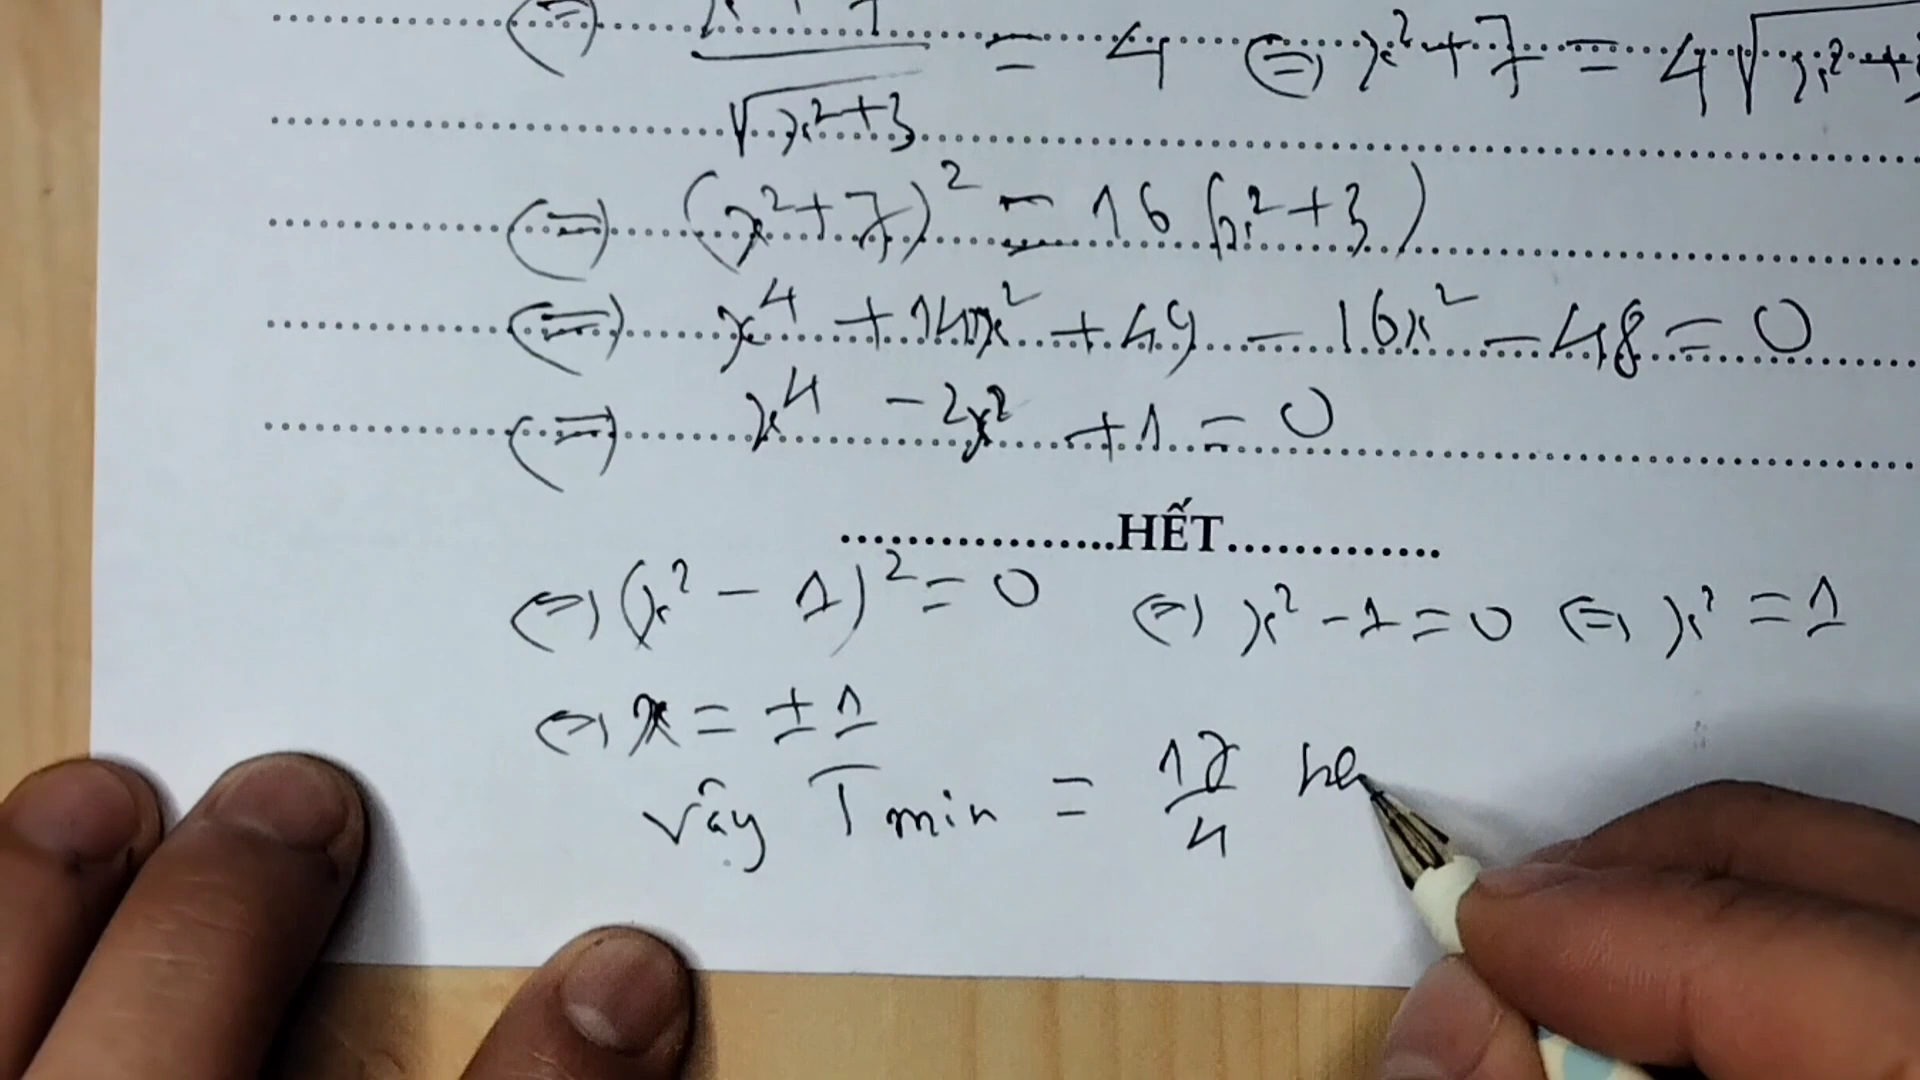 ⇔ x²+7/√(x²+3) = 4 ⇔ x²+7 = 4√(x²+3
⇔ (x²+7)² = 16(x²+3)
⇔ x⁴ + 14x² + 49 - 16x² - 48 = 0
⇔ x⁴ - 2x² + 1 = 0
..................HẾT.............
⇔ (x² - 1)² = 0 ⇔ x² - 1 = 0 ⇔ x² = 1
⇔ x = ±1
Vậy T min = 17/4